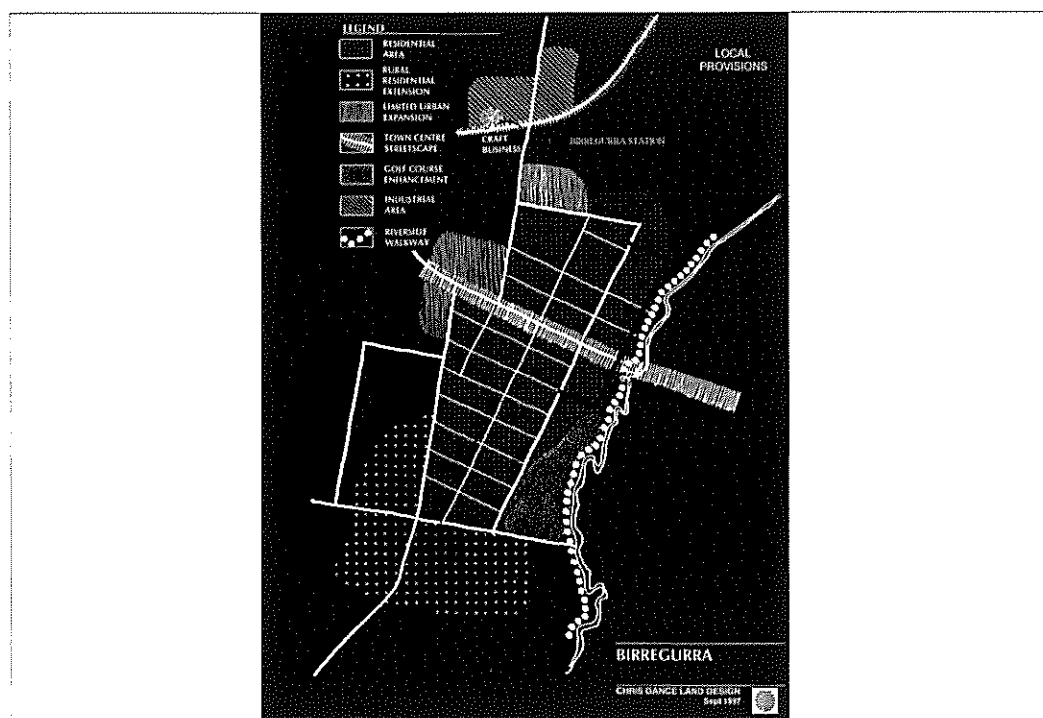 LEGEND
RESIDENTIAL
AREA
RURAL
RESIDENTIAL
EXTENSION
LIMITED URBAN
EXPANSION
TOWN CENTRE
STREETSCAPE
GOLF COURSE
ENHANCEMENT
INDUSTRIAL
AREA
RIVERSIDE
WALKWAY
LOCAL
PROVISIONS
CRAFT
BUSINESS
BIRREGURRA STATION
BIRREGURRA
CHRIS DANCE LAND DESIGN
Sept 1997